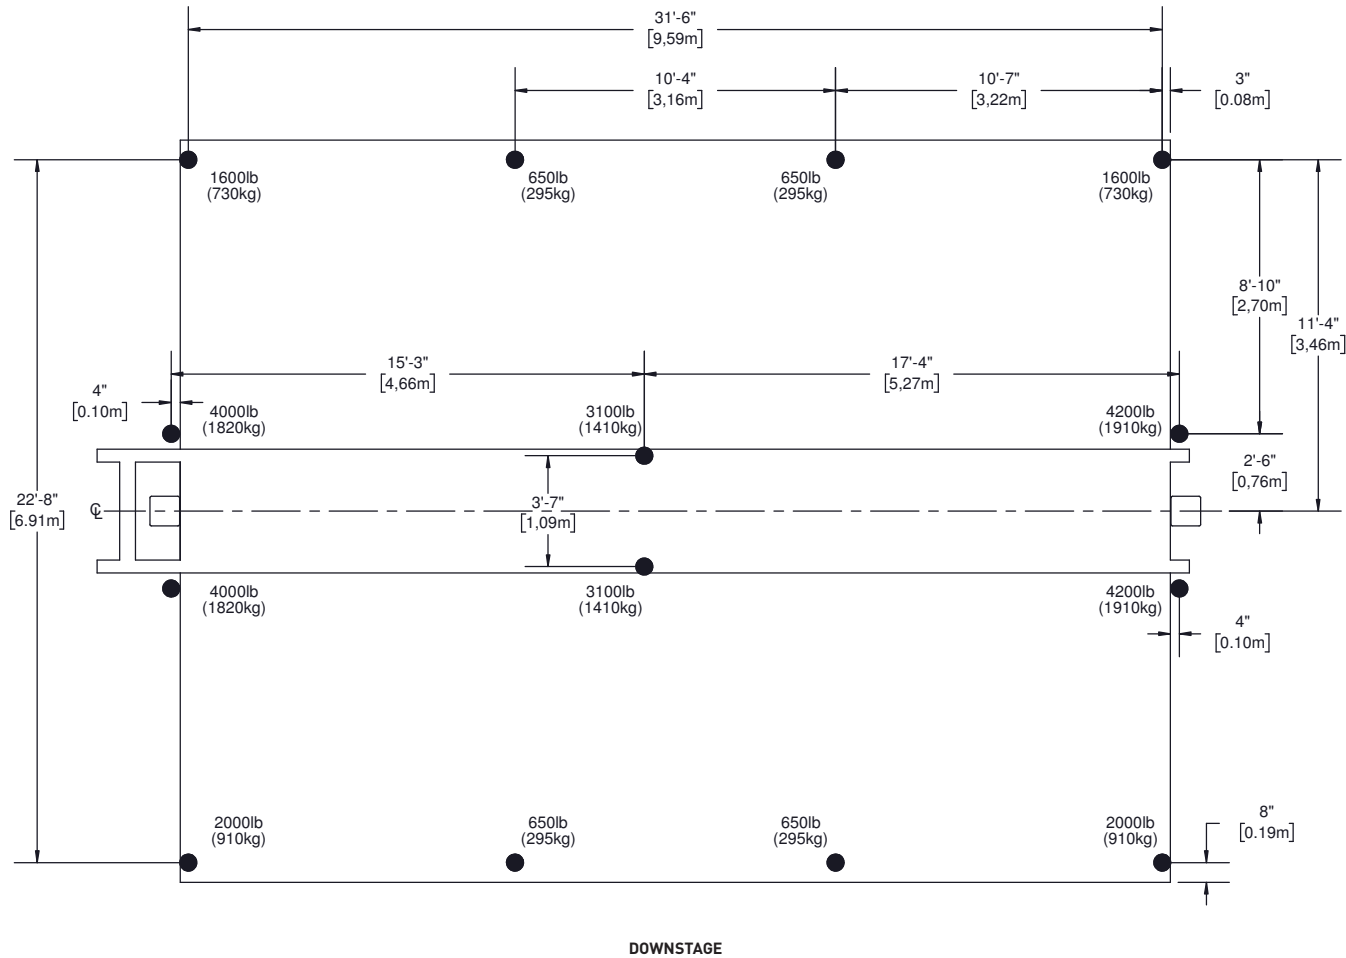 31'-6"
[9,59m]
10'-4"
[3,16m]
10'-7"
[3,22m]
3"
[0.08m]
1600lb
(730kg)
650lb
(295kg)
650lb
(295kg)
1600lb
(730kg)
8'-10"
[2,70m]
11'-4"
[3,46m]
15'-3"
[4,66m]
17'-4"
[5,27m]
4"
[0.10m]
4000lb
(1820kg)
3100lb
(1410kg)
4200lb
(1910kg)
2'-6"
[0,76m]
22'-8"
[6.91m]
℄
3'-7"
[1,09m]
4000lb
(1820kg)
3100lb
(1410kg)
4200lb
(1910kg)
4"
[0.10m]
2000lb
(910kg)
650lb
(295kg)
650lb
(295kg)
2000lb
(910kg)
8"
[0.19m]
DOWNSTAGE